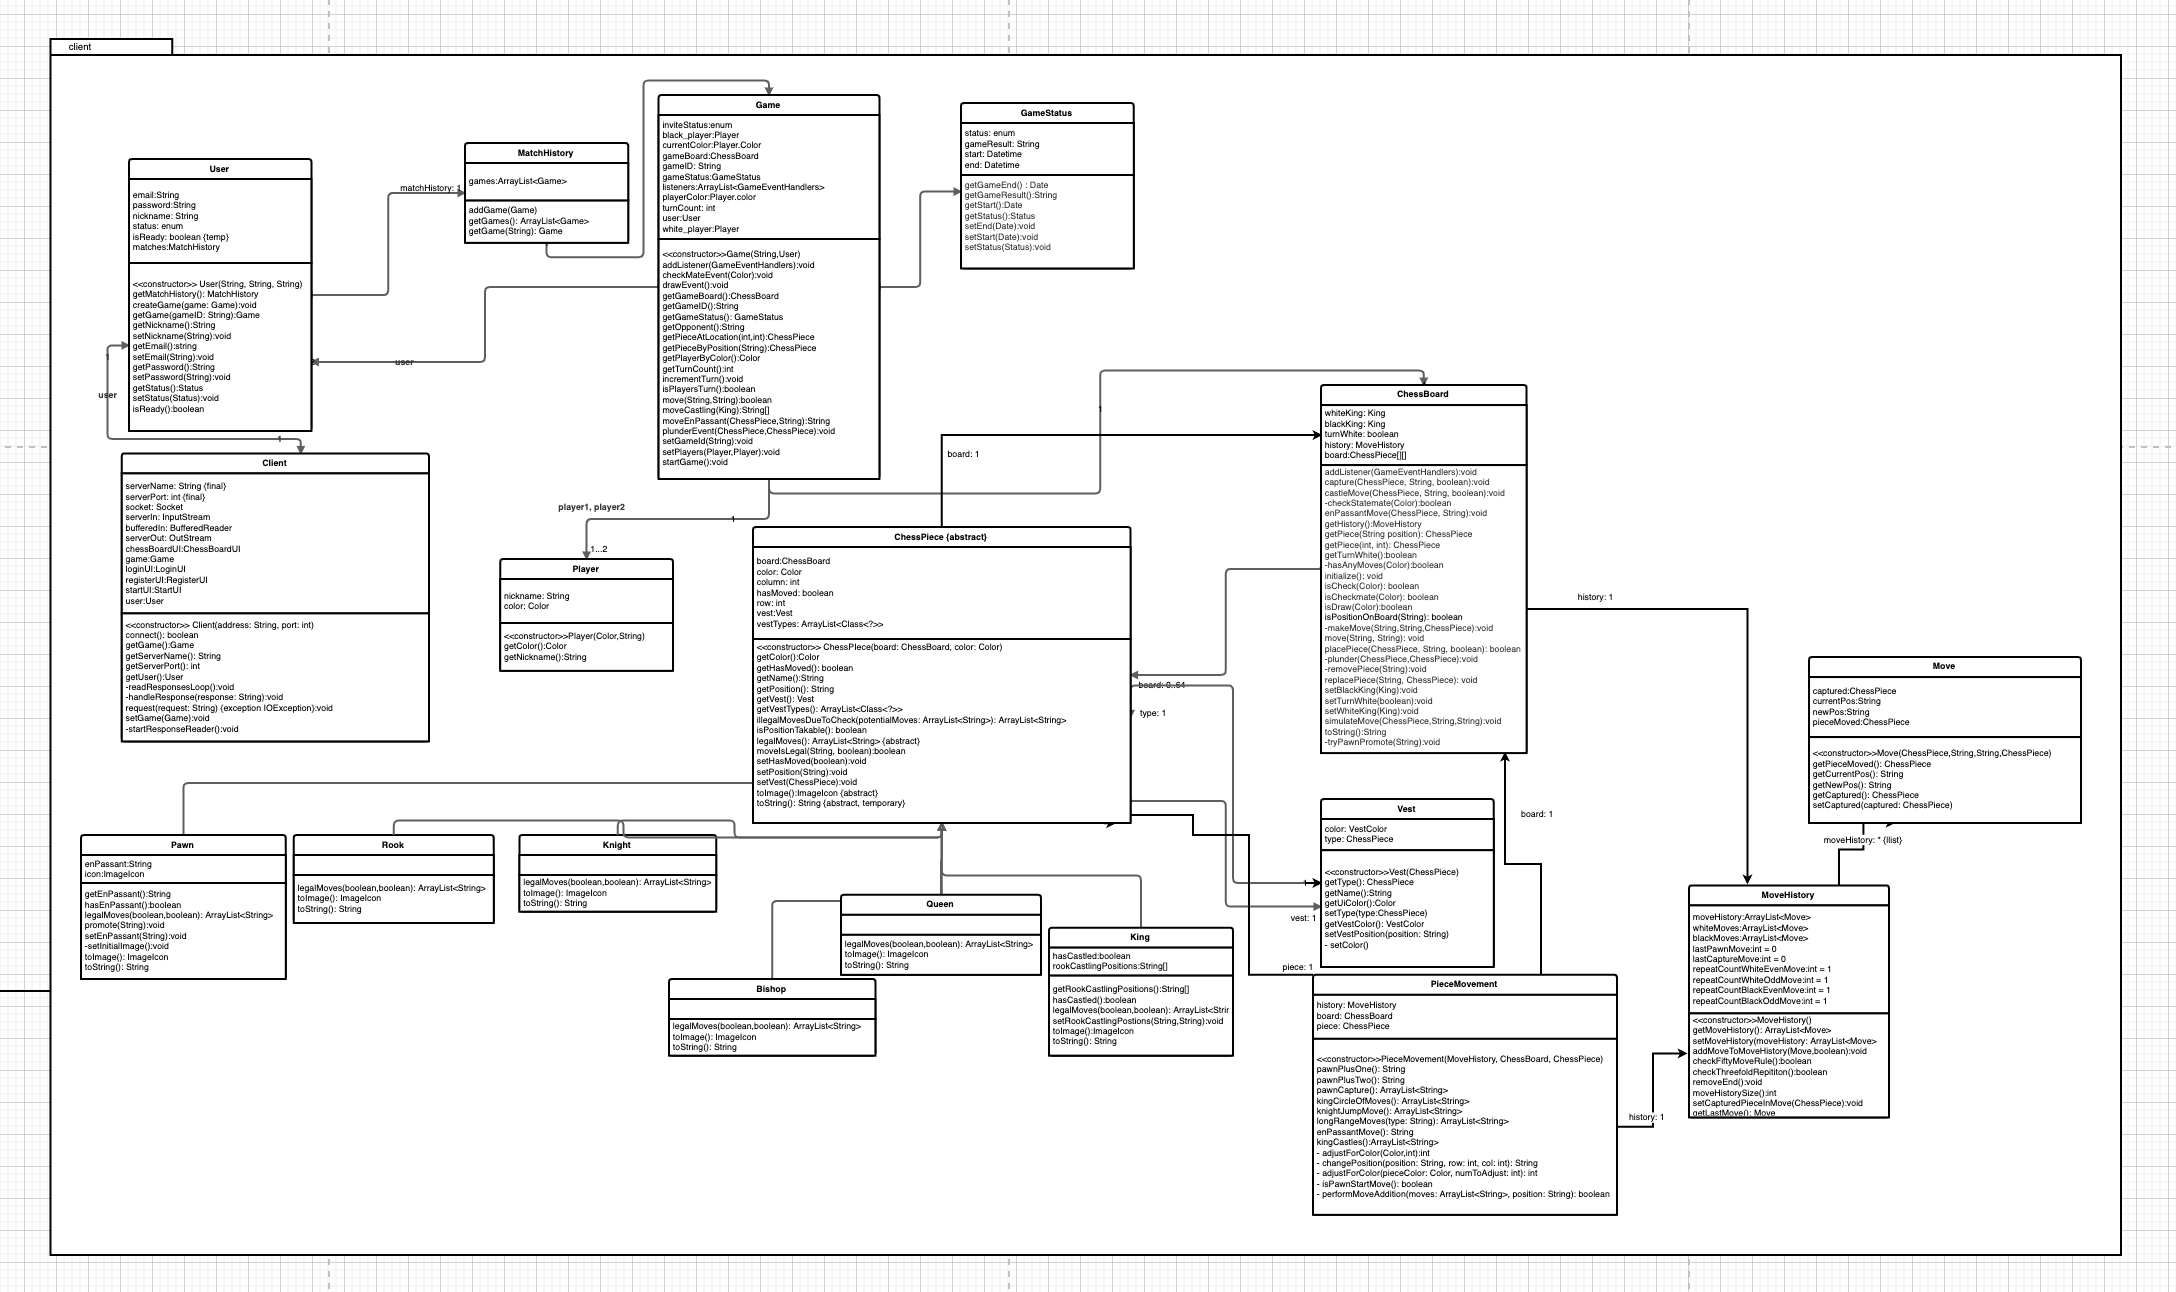 client
User
email:String
password:String
nickname: String
status: enum
isReady: boolean {temp}
matches:MatchHistory
<<constructor>> User(String, String, String)
getMatchHistory(): MatchHistory
createGame(game: Game):void
getGame(gameID: String):Game
getNickname():String
setNickname(String):void
getEmail():string
setEmail(String):void
getPassword():String
setPassword(String):void
getStatus():Status
setStatus(Status):void
isReady():boolean
matchHistory: 1
MatchHistory
games:ArrayList<Game>
addGame(Game)
getGames(): ArrayList<Game>
getGame(String): Game
Game
inviteStatus:enum
black_player:Player
currentColor:Player.Color
gameBoard:ChessBoard
gameID: String
gameStatus:GameStatus
listeners:ArrayList<GameEventHandlers>
playerColor:Player.color
turnCount: int
user:User
white_player:Player
<<constructor>>Game(String,User)
addListener(GameEventHandlers):void
checkMateEvent(Color):void
drawEvent():void
getGameBoard():ChessBoard
getGameID():String
getGameStatus(): GameStatus
getOpponent():String
getPieceAtLocation(int,int):ChessPiece
getPieceByPosition(String):ChessPiece
getPlayerByColor():Color
getTurnCount():int
incrementTurn():void
isPlayersTurn():boolean
move(String,String):boolean
moveCastling(King):String[]
moveEnPassant(ChessPiece,String):String
plunderEvent(ChessPiece,ChessPiece):void
setGameId(String):void
setPlayers(Player,Player):void
startGame():void
GameStatus
status: enum
gameResult: String
start: Datetime
end: Datetime
getGameEnd() : Date
getGameResult():String
getStart():Date
getStatus():Status
setEnd(Date):void
setStart(Date):void
setStatus(Status):void
user
1
user
1
1
board: 1
player1, player2
1
1...2
Client
serverName: String {final}
serverPort: int {final}
socket: Socket
serverIn: InputStream
bufferedIn: BufferedReader
serverOut: OutStream
chessBoardUI:ChessBoardUI
game:Game
loginUI:LoginUI
registerUI:RegisterUI
startUI:StartUI
user:User
<<constructor>> Client(address: String, port: int)
connect(): boolean
getGame():Game
getServerName(): String
getServerPort(): int
getUser():User
-readResponsesLoop():void
-handleResponse(response: String):void
request(request: String) {exception IOException}:void
setGame(Game):void
-startResponseReader():void
Player
nickname: String
color: Color
<<constructor>>Player(Color,String)
getColor():Color
getNickname():String
ChessPiece {abstract}
board:ChessBoard
color: Color
column: int
hasMoved: boolean
row: int
vest:Vest
vestTypes: ArrayList<Class<?>>
<<constructor>> ChessPIece(board: ChessBoard, color: Color)
getColor():Color
getHasMoved(): boolean
getName():String
getPosition(): String
getVest(): Vest
getVestTypes(): ArrayList<Class<?>>
illegalMovesDueToCheck(potentialMoves: ArrayList<String>): ArrayList<String>
isPositionTakable(): boolean
legalMoves(): ArrayList<String> {abstract}
moveIsLegal(String, boolean):boolean
setHasMoved(boolean):void
setPosition(String):void
setVest(ChessPiece):void
toImage():ImageIcon {abstract}
toString(): String {abstract, temporary}
board: 0..64
type: 1
ChessBoard
whiteKing: King
blackKing: King
turnWhite: boolean
history: MoveHistory
board:ChessPiece[][]
addListener(GameEventHandlers):void
capture(ChessPiece, String, boolean):void
castleMove(ChessPiece, String, boolean):void
-checkStatemate(Color):boolean
enPassantMove(ChessPiece, String):void
getHistory():MoveHistory
getPiece(String position): ChessPiece
getPiece(int, int): ChessPiece
getTurnWhite():boolean
-hasAnyMoves(Color):boolean
initialize(): void
isCheck(Color): boolean
isCheckmate(Color): boolean
isDraw(Color):boolean
isPositionOnBoard(String): boolean
-makeMove(String,String,ChessPiece):void
move(String, String): void
placePiece(ChessPiece, String, boolean): boolean
-plunder(ChessPiece,ChessPiece):void
-removePiece(String):void
replacePiece(String, ChessPiece): void
setBlackKing(King):void
setTurnWhite(boolean):void
setWhiteKing(King):void
simulateMove(ChessPiece,String,String):void
toString():String
-tryPawnPromote(String):void
history: 1
Move
captured:ChessPiece
currentPos:String
newPos:String
pieceMoved:ChessPiece
<<constructor>>Move(ChessPiece,String,String,ChessPiece)
getPieceMoved(): ChessPiece
getCurrentPos(): String
getNewPos(): String
getCaptured(): ChessPiece
setCaptured(captured: ChessPiece)
moveHistory: * {llist}
board: 1
Vest
color: VestColor
type: ChessPiece
<<constructor>>Vest(ChessPiece)
getType(): ChessPiece
getName():String
getUiColor():Color
setType(type:ChessPiece)
getVestColor(): VestColor
setVestPosition(position: String)
- setColor()
1
vest: 1
piece: 1
Pawn
enPassant:String
icon:ImageIcon
getEnPassant():String
hasEnPassant():boolean
legalMoves(boolean,boolean): ArrayList<String>
promote(String):void
setEnPassant(String):void
-setInitialImage():void
toImage(): ImageIcon
toString(): String
Rook
legalMoves(boolean,boolean): ArrayList<String>
toImage(): ImageIcon
toString(): String
Knight
legalMoves(boolean,boolean): ArrayList<String>
toImage(): ImageIcon
toString(): String
Queen
legalMoves(boolean,boolean): ArrayList<String>
toImage(): ImageIcon
toString(): String
Bishop
legalMoves(boolean,boolean): ArrayList<String>
toImage(): ImageIcon
toString(): String
King
hasCastled:boolean
rookCastlingPositions:String[]
getRookCastlingPositions():String[]
hasCastled():boolean
legalMoves(boolean,boolean): ArrayList<Strir
setRookCastlingPostions(String,String):void
toImage():ImageIcon
toString(): String
PieceMovement
history: MoveHistory
board: ChessBoard
piece: ChessPiece
<<constructor>>PieceMovement(MoveHistory, ChessBoard, ChessPiece)
pawnPlusOne(): String
pawnPlusTwo(): String
pawnCapture(): ArrayList<String>
kingCircleOfMoves(): ArrayList<String>
knightJumpMove(): ArrayList<String>
longRangeMoves(type: String): ArrayList<String>
enPassantMove(): String
kingCastles():ArrayList<String>
- adjustForColor(Color,int):int
- changePosition(position: String, row: int, col: int): String
- adjustForColor(pieceColor: Color, numToAdjust: int): int
- isPawnStartMove(): boolean
- performMoveAddition(moves: ArrayList<String>, position: String): boolean
history: 1
MoveHistory
moveHistory:ArrayList<Move>
whiteMoves:ArrayList<Move>
blackMoves:ArrayList<Move>
lastPawnMove:int = 0
lastCaptureMove:int = 0
repeatCountWhiteEvenMove:int = 1
repeatCountWhiteOddMove:int = 1
repeatCountBlackEvenMove:int = 1
repeatCountBlackOddMove:int = 1
<<constructor>>MoveHistory()
getMoveHistory(): ArrayList<Move>
setMoveHistory(moveHistory: ArrayList<Move>
addMoveToMoveHistory(Move,boolean):void
checkFiftyMoveRule():boolean
checkThreefoldRepititon():boolean
removeEnd():void
moveHistorySize():int
setCapturedPieceInMove(ChessPiece):void
getLastMove(): Move